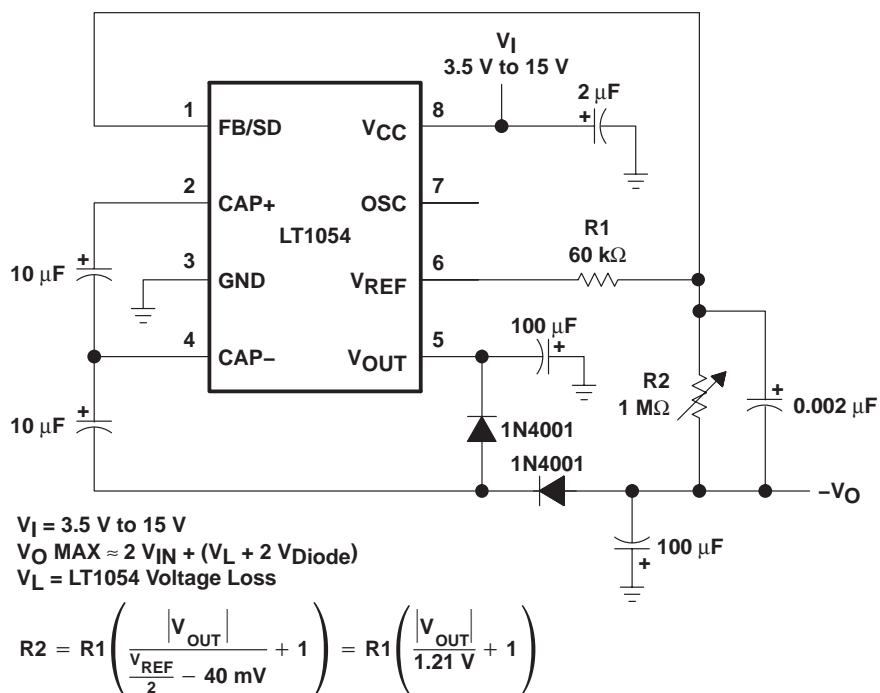 V_I
3.5 V to 15 V
2 μF
+
1
FB/SD
V_CC
8
2
CAP+
OSC
7
LT1054
R1
60 kΩ
+
10 μF
3
GND
V_REF
6
100 μF
+
4
CAP–
V_OUT
5
R2
1 MΩ
+
0.002 μF
+
10 μF
1N4001
1N4001
–V_O
100 μF
+
V_I = 3.5 V to 15 V
V_O MAX ≈ 2 V_IN + (V_L + 2 V_Diode)
V_L = LT1054 Voltage Loss
R2 = R1 ( |V_OUT| / (V_REF / 2 – 40 mV) + 1 ) = R1 ( |V_OUT| / 1.21 V + 1 )